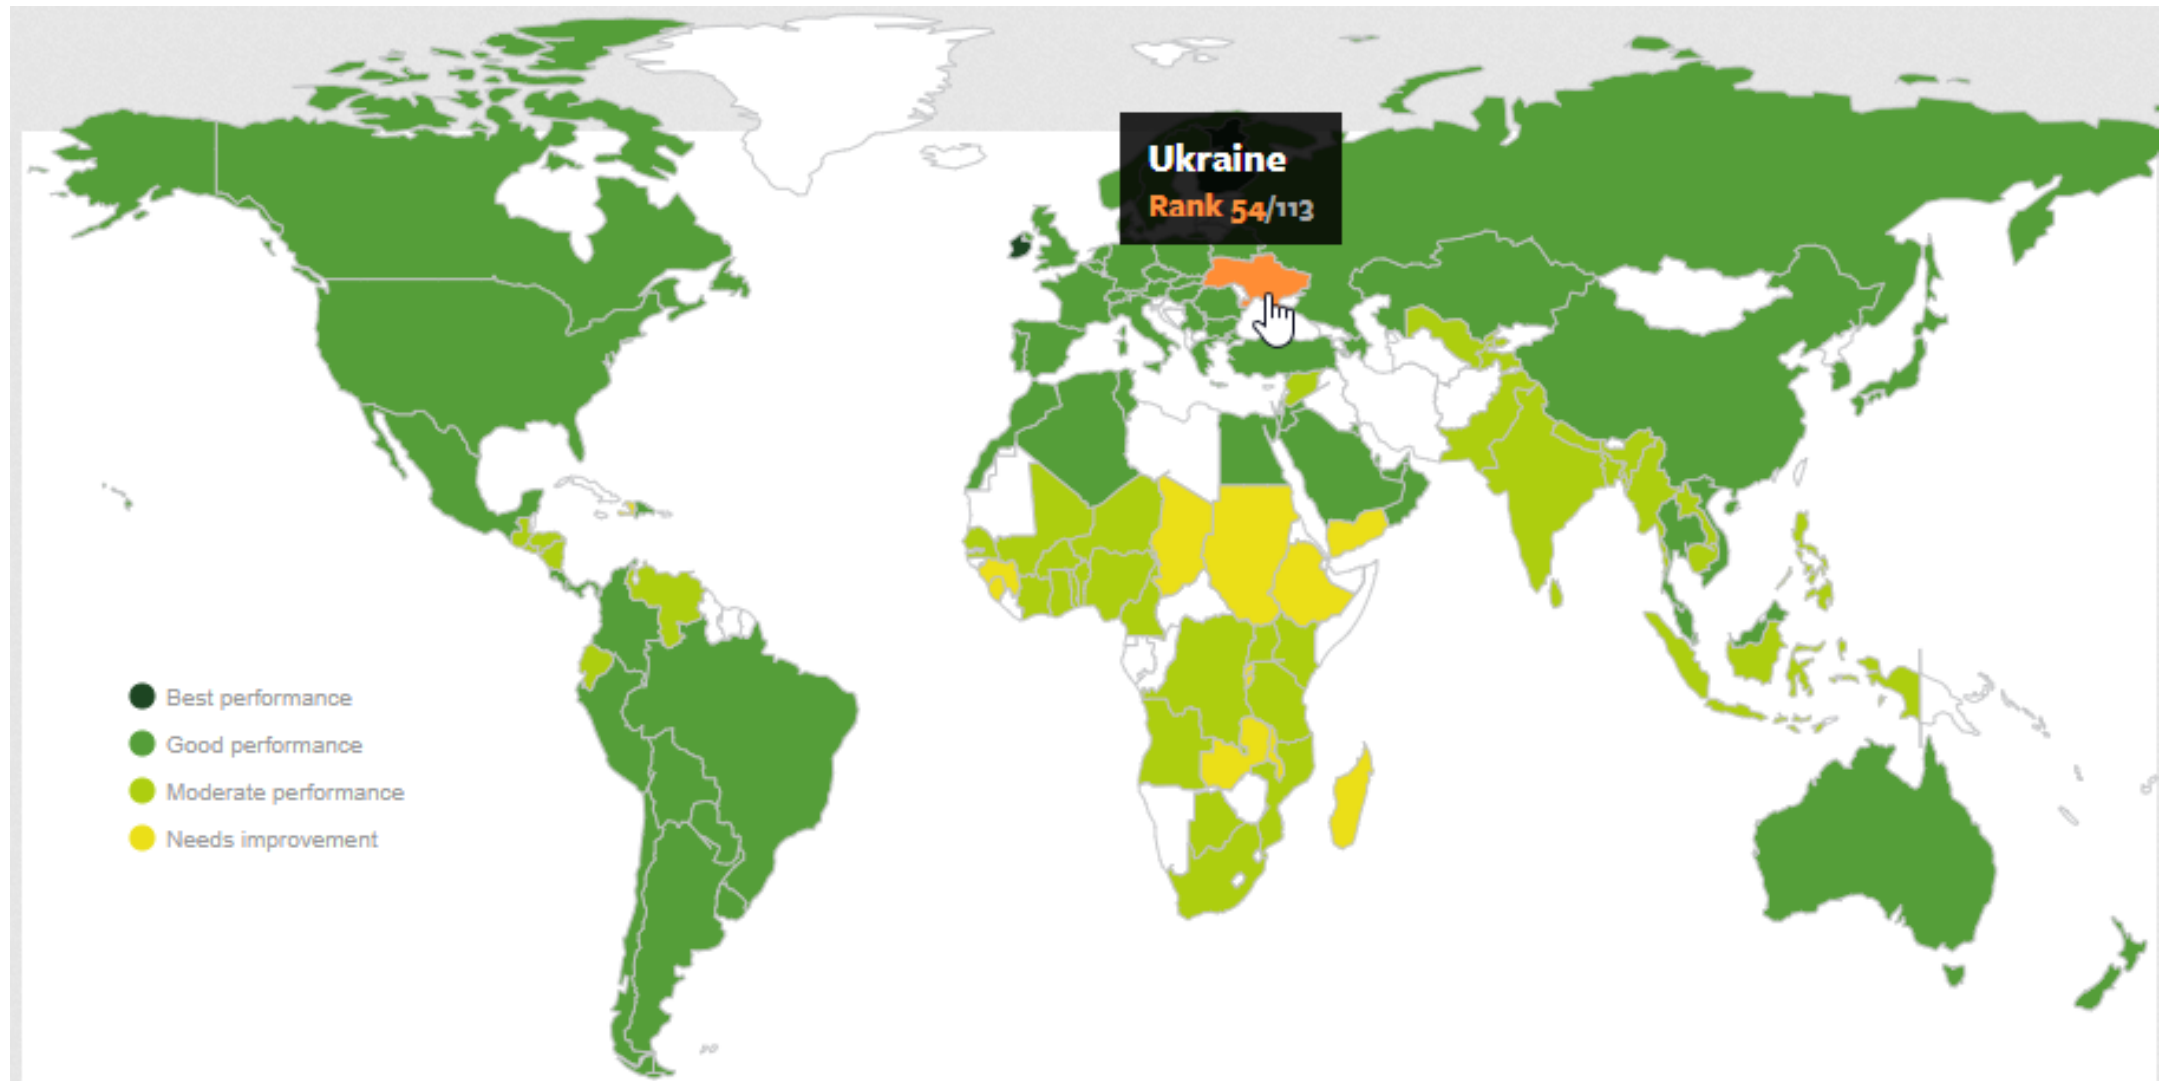 Ukraine
Rank 54/113
Best performance
Good performance
Moderate performance
Needs improvement